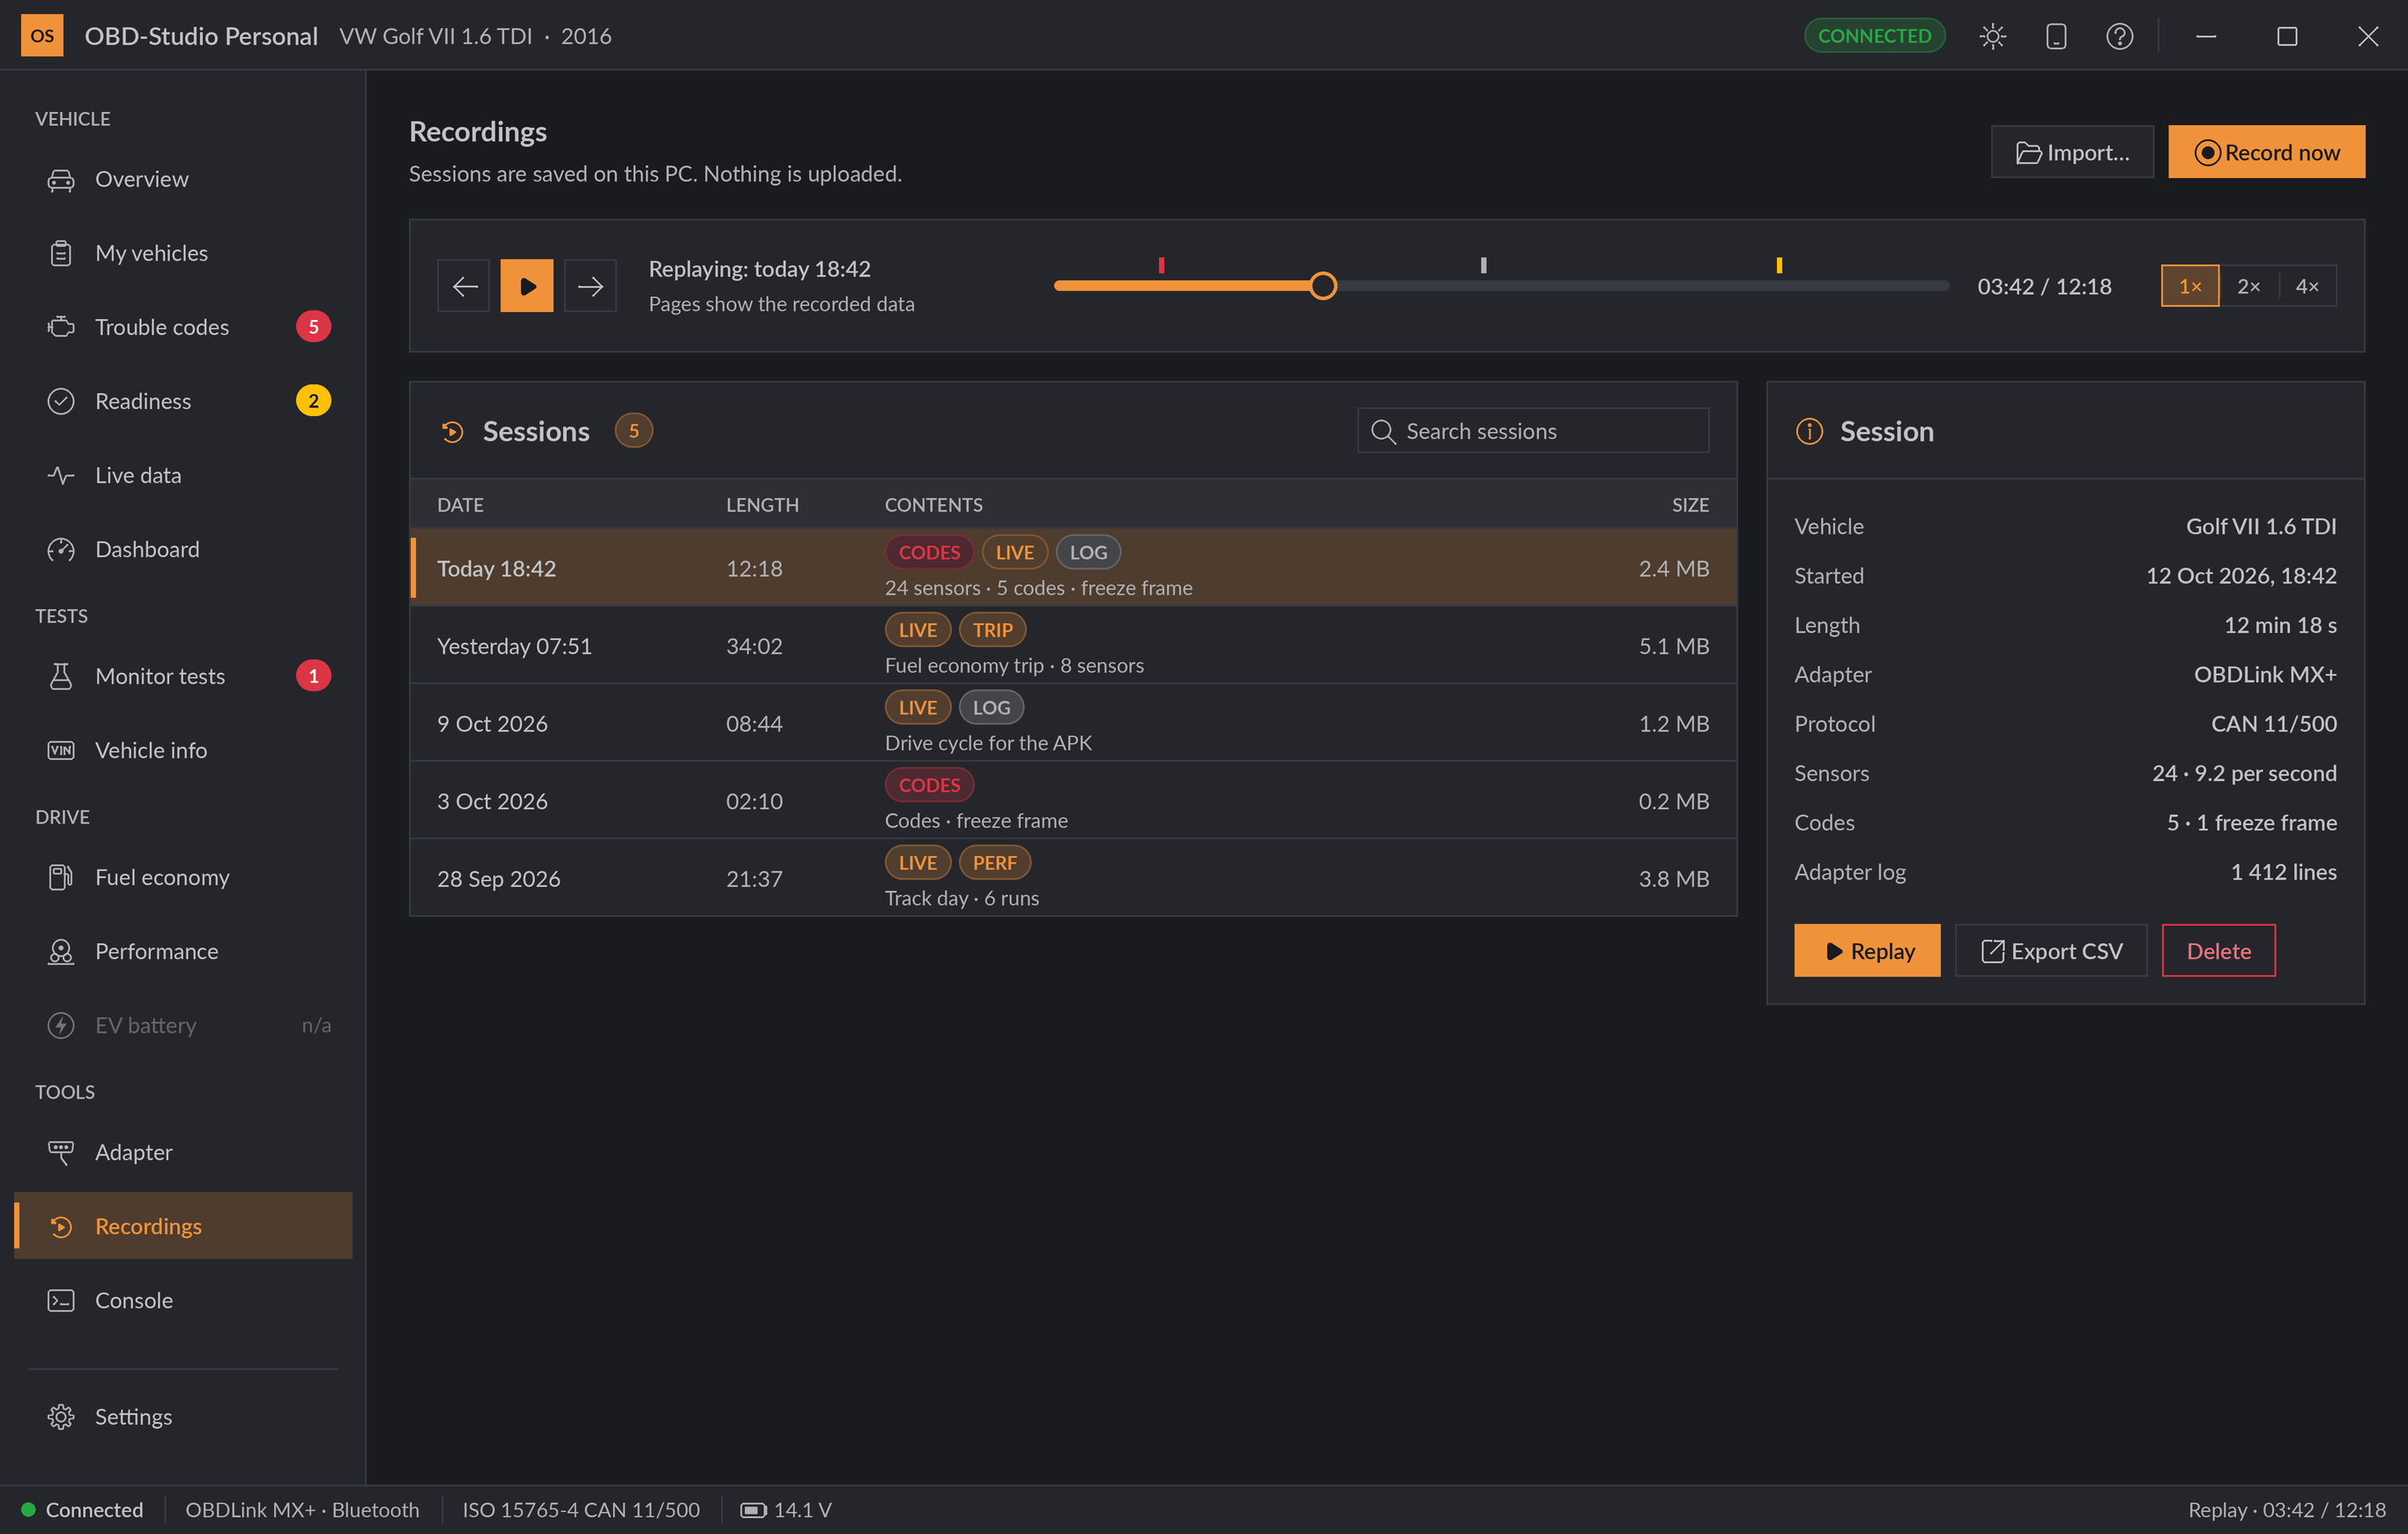 OS OBD-Studio Personal VW Golf VII 1.6 TDI · 2016 CONNECTED
VEHICLE
Overview
My vehicles
Trouble codes 5
Readiness 2
Live data
Dashboard
TESTS
Monitor tests 1
VIN Vehicle info
DRIVE
Fuel economy
Performance
EV battery n/a
TOOLS
Adapter
Recordings
Console
Settings
Recordings
Sessions are saved on this PC. Nothing is uploaded.
Import... Record now
Replaying: today 18:42
Pages show the recorded data
03:42 / 12:18 1× 2× 4×
Sessions 5 Search sessions
DATE LENGTH CONTENTS SIZE
Today 18:42 12:18 CODES LIVE LOG 2.4 MB
24 sensors · 5 codes · freeze frame
Yesterday 07:51 34:02 LIVE TRIP 5.1 MB
Fuel economy trip · 8 sensors
9 Oct 2026 08:44 LIVE LOG 1.2 MB
Drive cycle for the APK
3 Oct 2026 02:10 CODES 0.2 MB
Codes · freeze frame
28 Sep 2026 21:37 LIVE PERF 3.8 MB
Track day · 6 runs
Session
Vehicle Golf VII 1.6 TDI
Started 12 Oct 2026, 18:42
Length 12 min 18 s
Adapter OBDLink MX+
Protocol CAN 11/500
Sensors 24 · 9.2 per second
Codes 5 · 1 freeze frame
Adapter log 1 412 lines
Replay Export CSV Delete
Connected OBDLink MX+ · Bluetooth ISO 15765-4 CAN 11/500 14.1 V Replay · 03:42 / 12:18